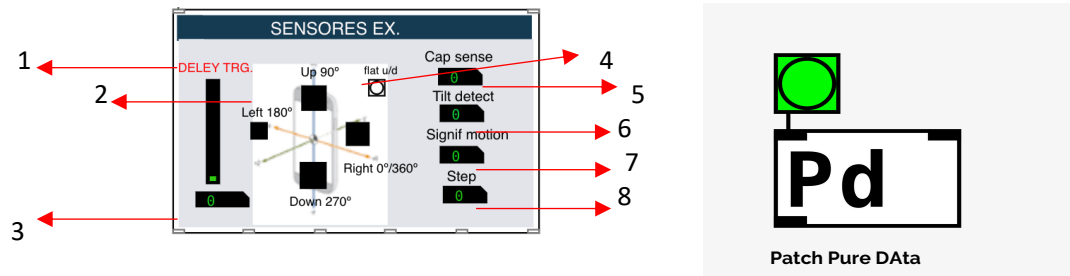 SENSORES EX.
1
DELEY TRG.
2
3
0
Up 90º
flat u/d
Left 180º
Right 0º/360º
Down 270º
Cap sense
0
Tilt detect
0
Signif motion
0
Step
0
4
5
6
7
8
Pd
Patch Pure DAta